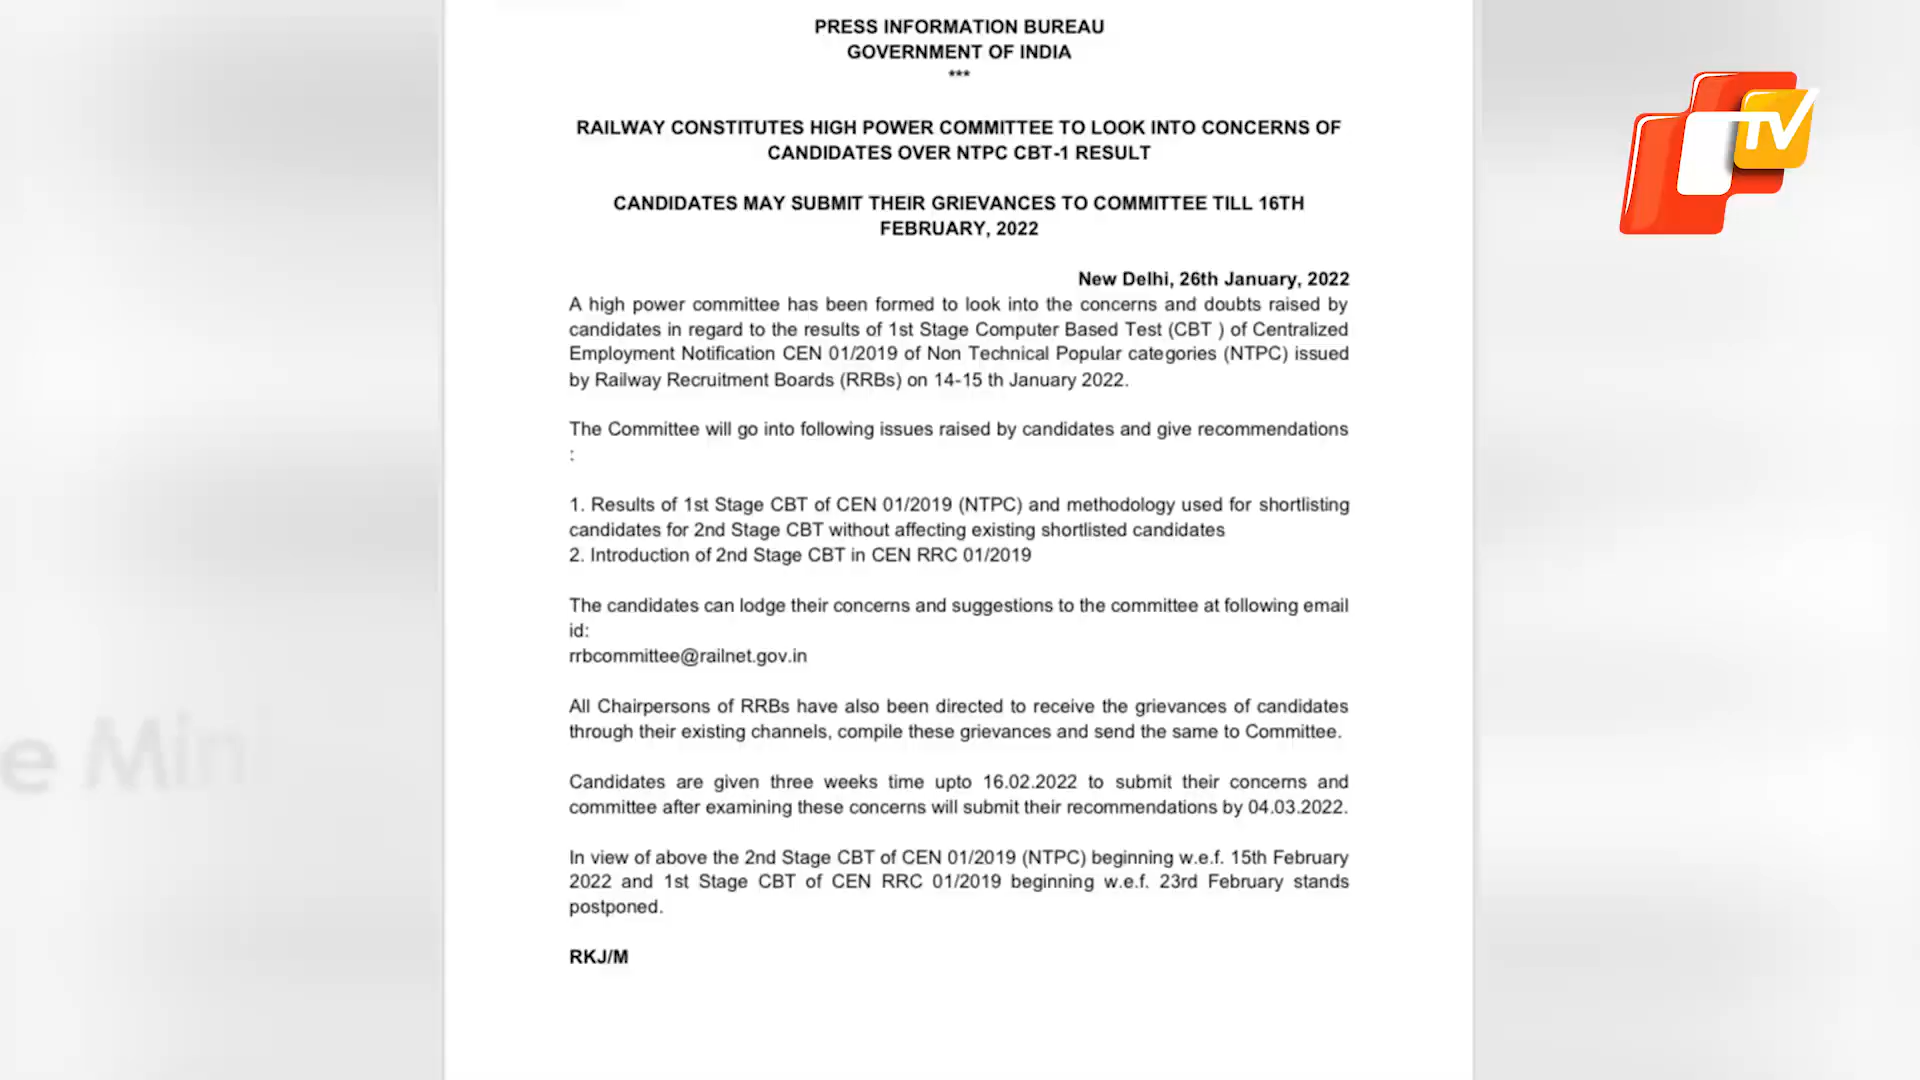 PRESS INFORMATION BUREAU
GOVERNMENT OF INDIA
***
RAILWAY CONSTITUTES HIGH POWER COMMITTEE TO LOOK INTO CONCERNS OF
CANDIDATES OVER NTPC CBT-1 RESULT
CANDIDATES MAY SUBMIT THEIR GRIEVANCES TO COMMITTEE TILL 16TH
FEBRUARY, 2022
New Delhi, 26th January, 2022
A high power committee has been formed to look into the concerns and doubts raised by
candidates in regard to the results of 1st Stage Computer Based Test (CBT ) of Centralized
Employment Notification CEN 01/2019 of Non Technical Popular categories (NTPC) issued
by Railway Recruitment Boards (RRBs) on 14-15 th January 2022.
The Committee will go into following issues raised by candidates and give recommendations
:
1. Results of 1st Stage CBT of CEN 01/2019 (NTPC) and methodology used for shortlisting
candidates for 2nd Stage CBT without affecting existing shortlisted candidates
2. Introduction of 2nd Stage CBT in CEN RRC 01/2019
The candidates can lodge their concerns and suggestions to the committee at following email
id:
rrbcommittee@railnet.gov.in
All Chairpersons of RRBs have also been directed to receive the grievances of candidates
through their existing channels, compile these grievances and send the same to Committee.
Candidates are given three weeks time upto 16.02.2022 to submit their concerns and
committee after examining these concerns will submit their recommendations by 04.03.2022.
In view of above the 2nd Stage CBT of CEN 01/2019 (NTPC) beginning w.e.f. 15th February
2022 and 1st Stage CBT of CEN RRC 01/2019 beginning w.e.f. 23rd February stands
postponed.
RKJ/M
TV
e Min